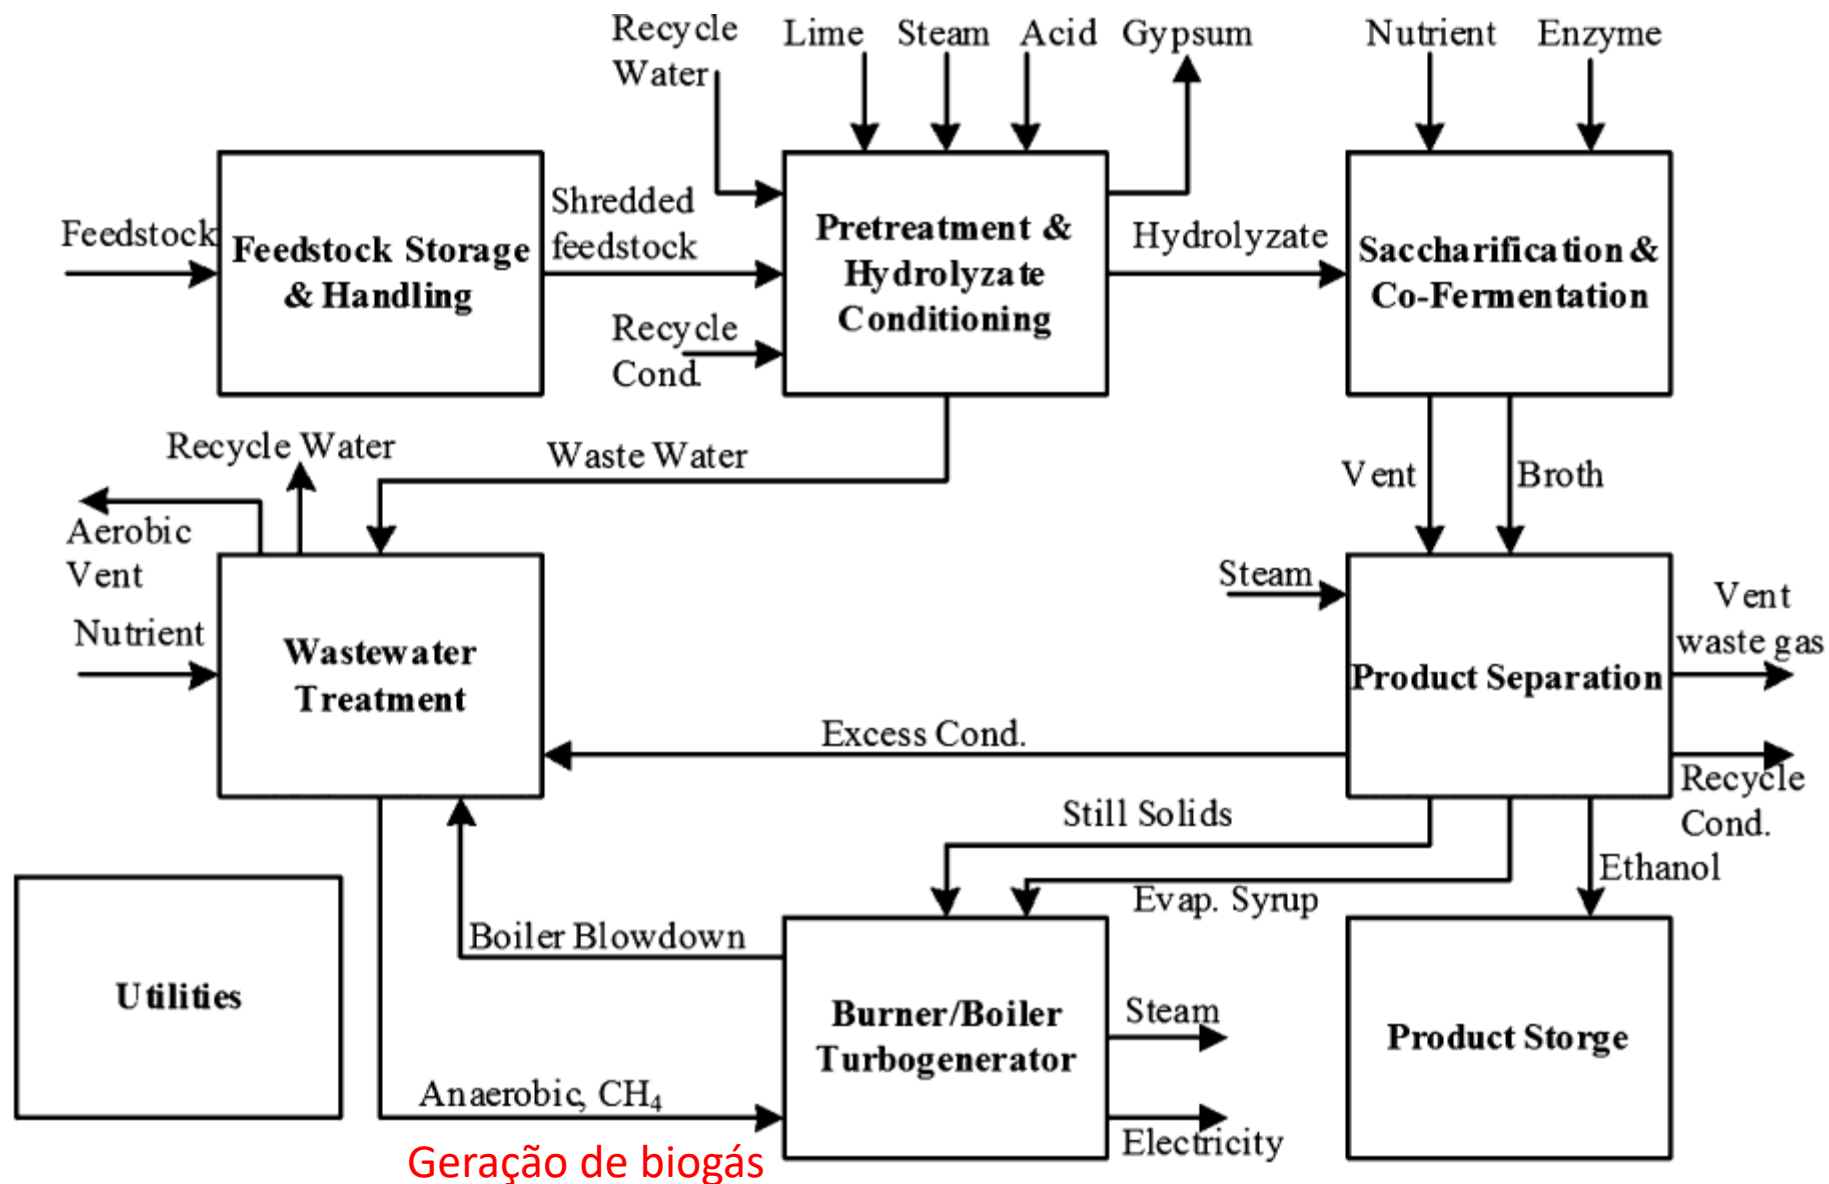 Recycle
Water
Lime
Steam
Acid
Gypsum
Nutrient
Enzyme
Feedstock
Feedstock Storage
& Handling
Shredded
feedstock
Recycle
Cond.
Pretreatment &
Hydrolyzate
Conditioning
Hydrolyzate
Saccharification &
Co-Fermentation
Recycle Water
Waste Water
Vent
Broth
Aerobic
Vent
Nutrient
Wastewater
Treatment
Steam
Product Separation
Vent
waste gas
Excess Cond.
Recycle
Cond.
Still Solids
Evap. Syrup
Ethanol
Boiler Blowdown
Utilities
Burner/Boiler
Turbogenerator
Steam
Electricity
Product Storge
Anaerobic, CH₄
Geração de biogás